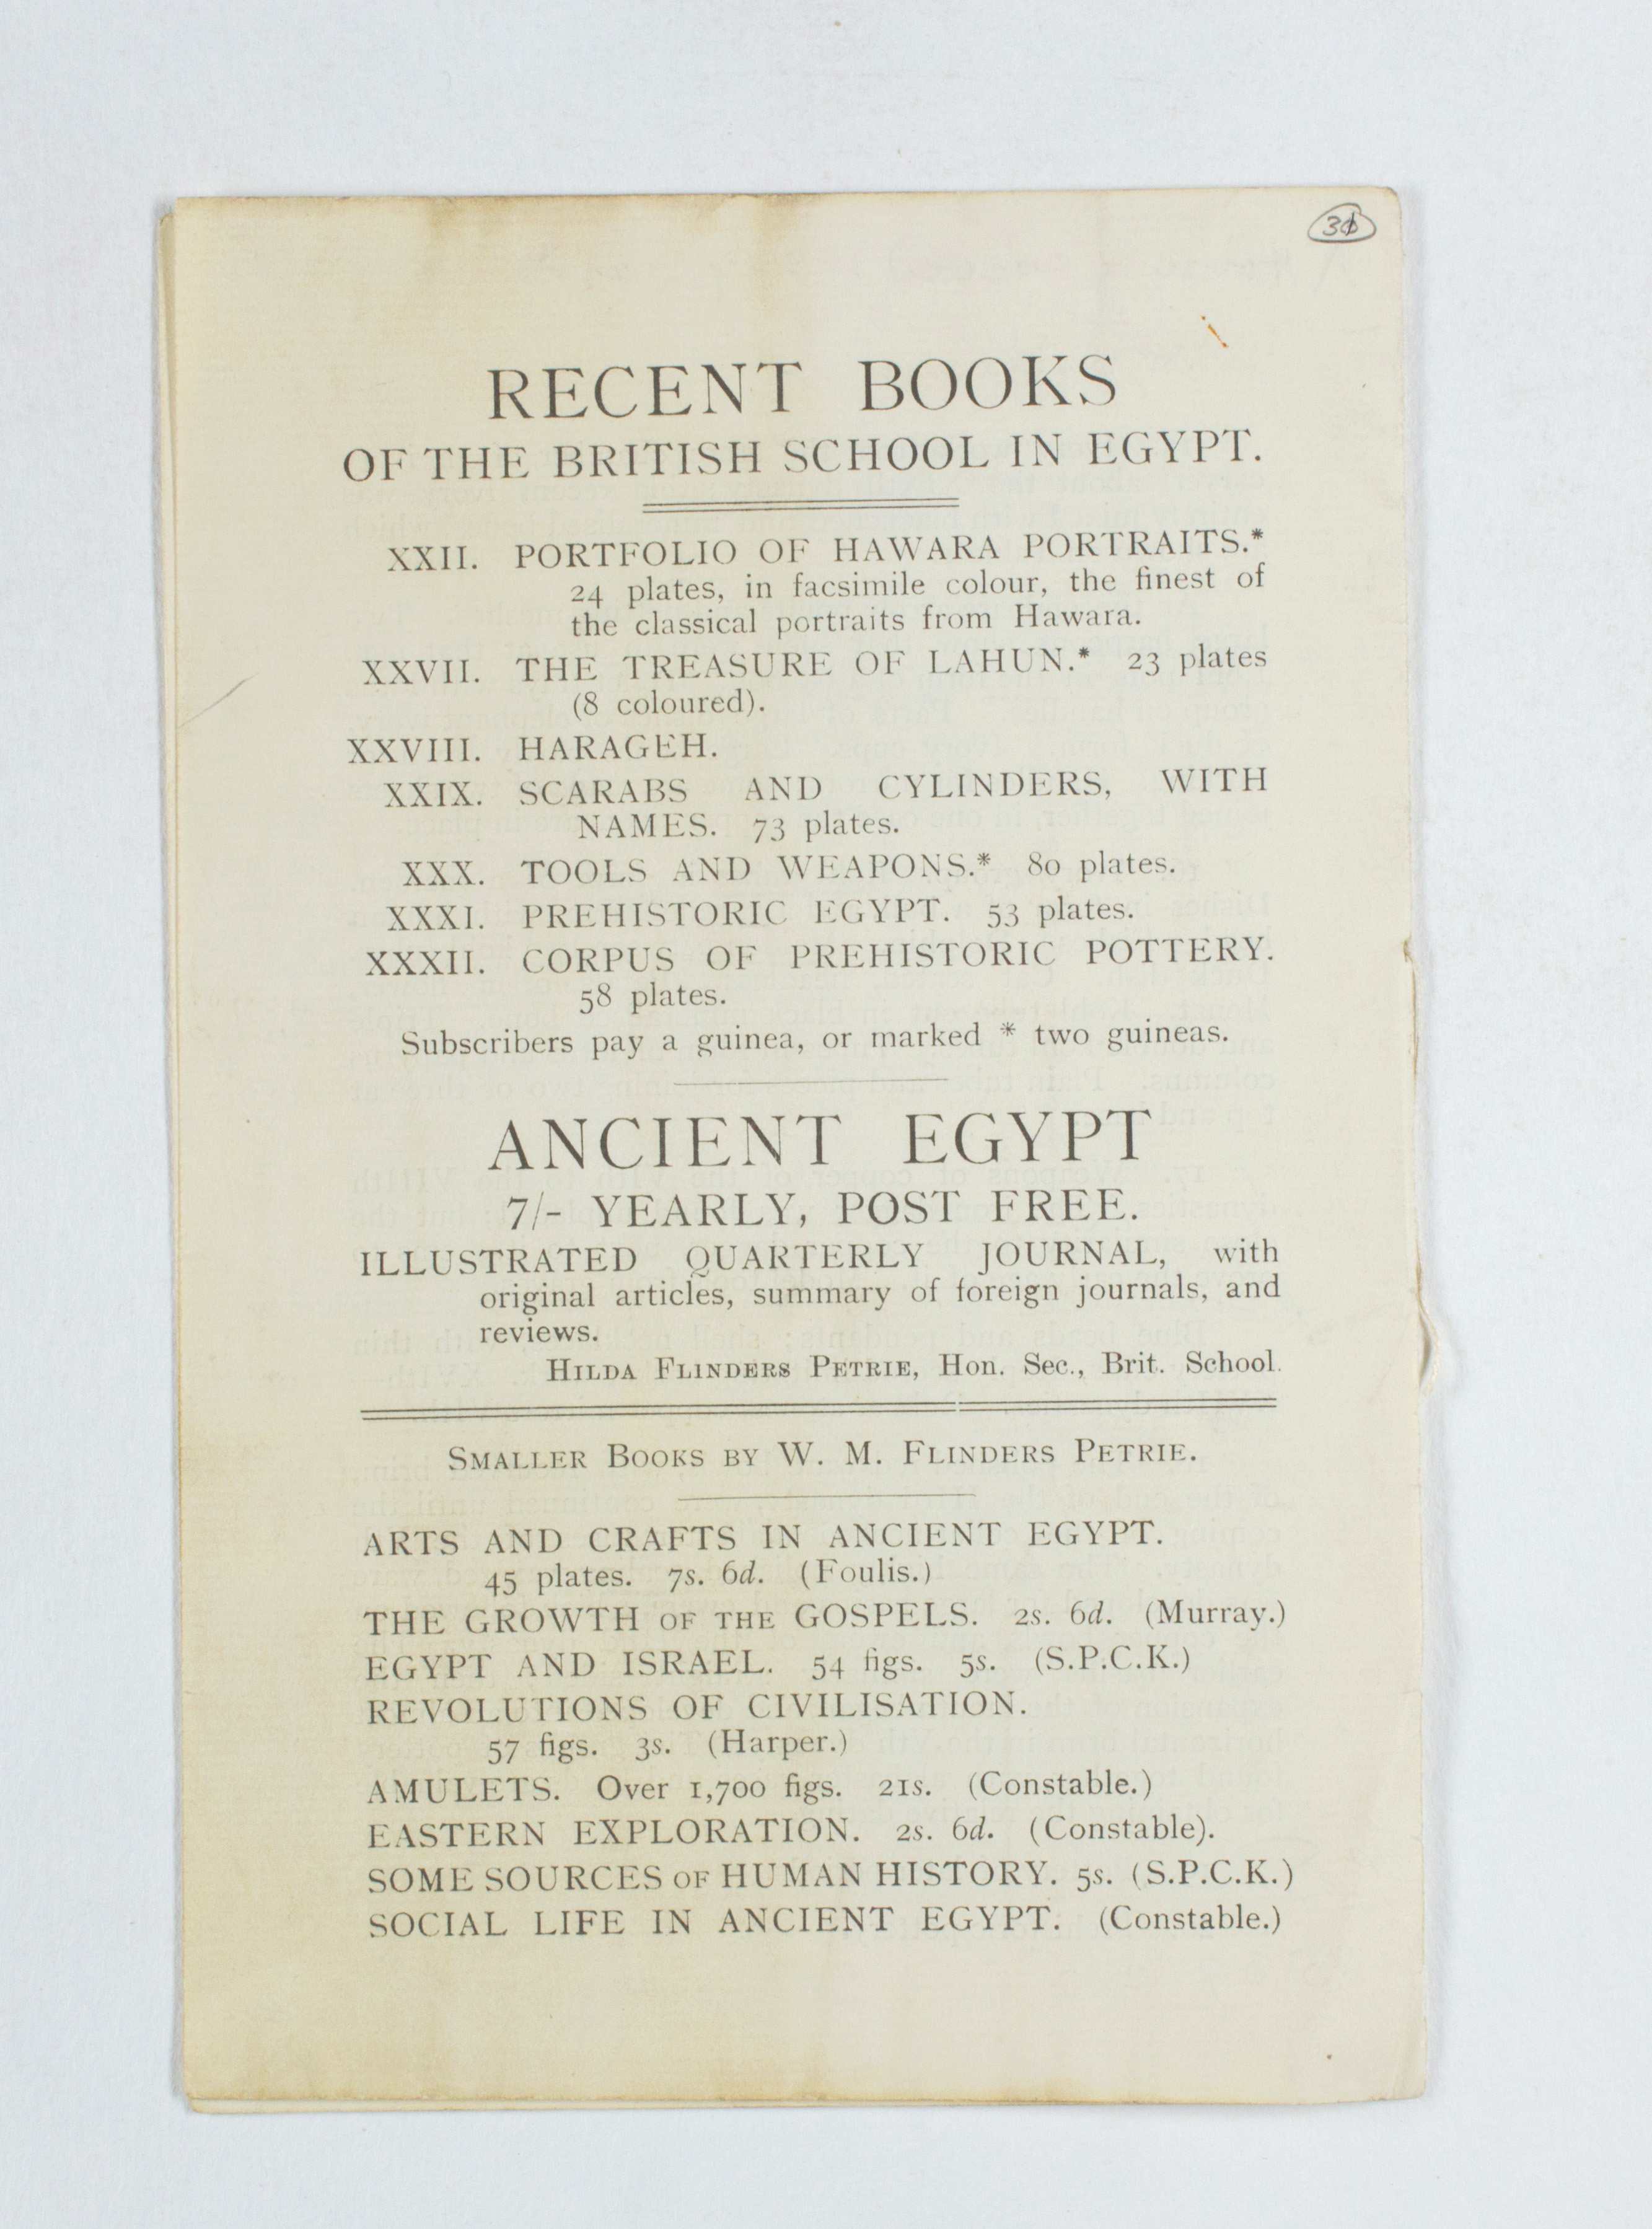 RECENT BOOKS
OF THE BRITISH SCHOOL IN EGYPT.
XXII. PORTFOLIO OF HAWARA PORTRAITS.*
24 plates, in facsimile colour, the finest of
the classical portraits from Hawara.
XXVII. THE TREASURE OF LAHUN.* 23 plates
(8 coloured).
XXVIII. HARAGEH.
XXIX. SCARABS AND CYLINDERS, WITH
NAMES. 73 plates.
XXX. TOOLS AND WEAPONS.* 80 plates.
XXXI. PREHISTORIC EGYPT. 53 plates.
XXXII. CORPUS OF PREHISTORIC POTTERY.
58 plates.
Subscribers pay a guinea, or marked * two guineas.
ANCIENT EGYPT
7/- YEARLY, POST FREE.
ILLUSTRATED QUARTERLY JOURNAL, with
original articles, summary of foreign journals, and
reviews.
HILDA FLINDERS PETRIE, Hon. Sec., Brit. School.
SMALLER BOOKS BY W. M. FLINDERS PETRIE.
ARTS AND CRAFTS IN ANCIENT EGYPT.
45 plates. 7s. 6d. (Foulis.)
THE GROWTH OF THE GOSPELS. 2s. 6d. (Murray.)
EGYPT AND ISRAEL. 54 figs. 5s. (S.P.C.K.)
REVOLUTIONS OF CIVILISATION.
57 figs. 3s. (Harper.)
AMULETS. Over 1,700 figs. 21s. (Constable.)
EASTERN EXPLORATION. 2s. 6d. (Constable).
SOME SOURCES OF HUMAN HISTORY. 5s. (S.P.C.K.)
SOCIAL LIFE IN ANCIENT EGYPT. (Constable.)